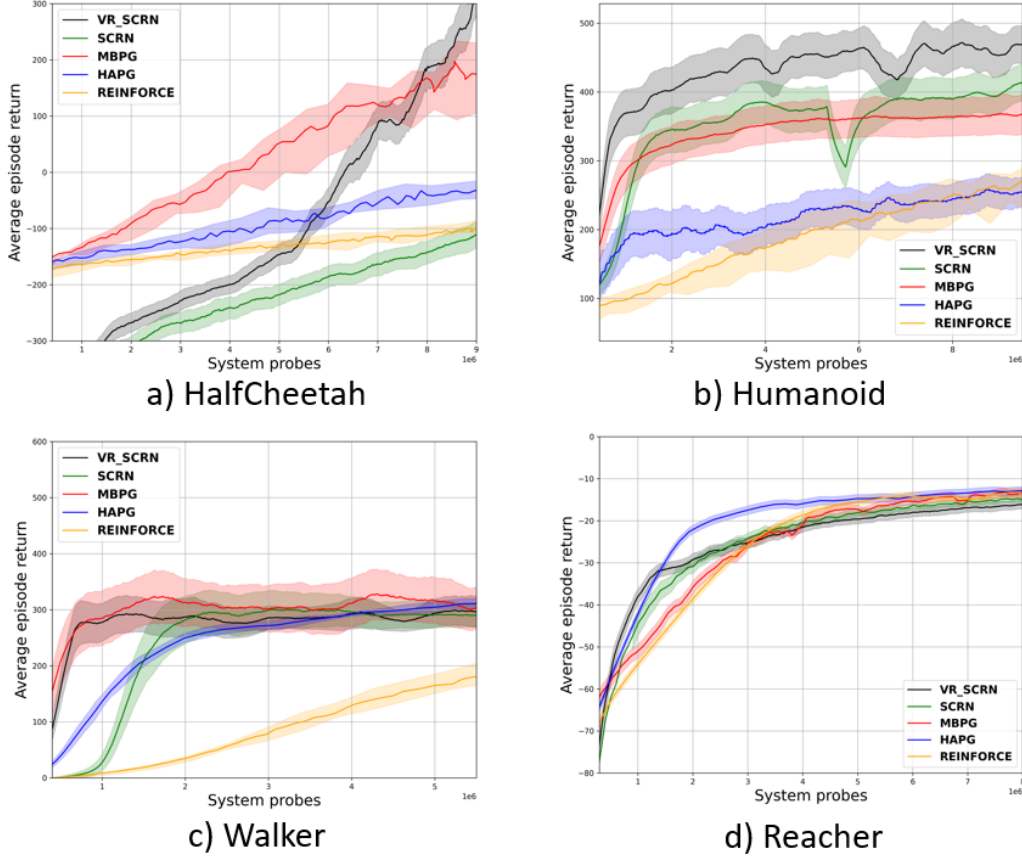 300
200
100
0
−100
−200
−300
Average episode return
VR_SCRN
SCRN
MBPG
HAPG
REINFORCE
1 2 3 4 5 6 7 8 9
1e6
System probes
a) HalfCheetah
500
400
300
200
100
Average episode return
VR_SCRN
SCRN
MBPG
HAPG
REINFORCE
2 4 6 8
1e6
System probes
b) Humanoid
600
500
400
300
200
100
0
Average episode return
VR_SCRN
SCRN
MBPG
HAPG
REINFORCE
1 2 3 4 5
1e6
System probes
c) Walker
0
−10
−20
−30
−40
−50
−60
−70
−80
Average episode return
VR_SCRN
SCRN
MBPG
HAPG
REINFORCE
1 2 3 4 5 6 7 8
1e6
System probes
d) Reacher